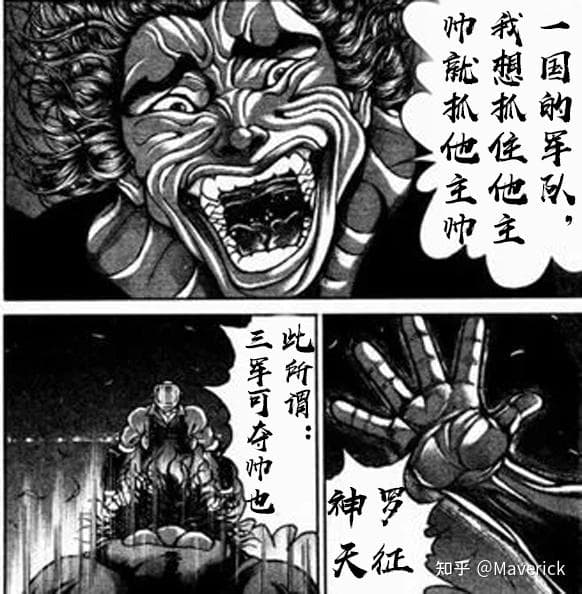 一国的军队，
我想抓住他主
帅就抓他主帅
此所谓：
三军可夺帅也
神罗
天征
知乎 @Maverick